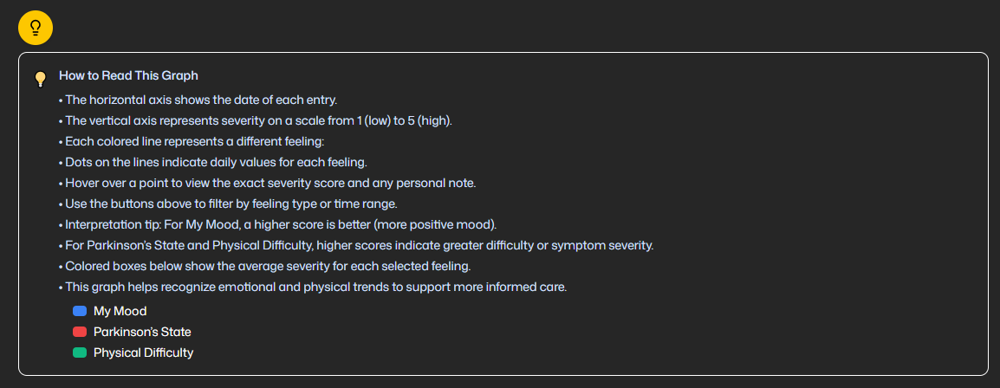 How to Read This Graph
• The horizontal axis shows the date of each entry.
• The vertical axis represents severity on a scale from 1 (low) to 5 (high).
• Each colored line represents a different feeling:
• Dots on the lines indicate daily values for each feeling.
• Hover over a point to view the exact severity score and any personal note.
• Use the buttons above to filter by feeling type or time range.
• Interpretation tip: For My Mood, a higher score is better (more positive mood).
• For Parkinson's State and Physical Difficulty, higher scores indicate greater difficulty or symptom severity.
• Colored boxes below show the average severity for each selected feeling.
• This graph helps recognize emotional and physical trends to support more informed care.
My Mood
Parkinson's State
Physical Difficulty